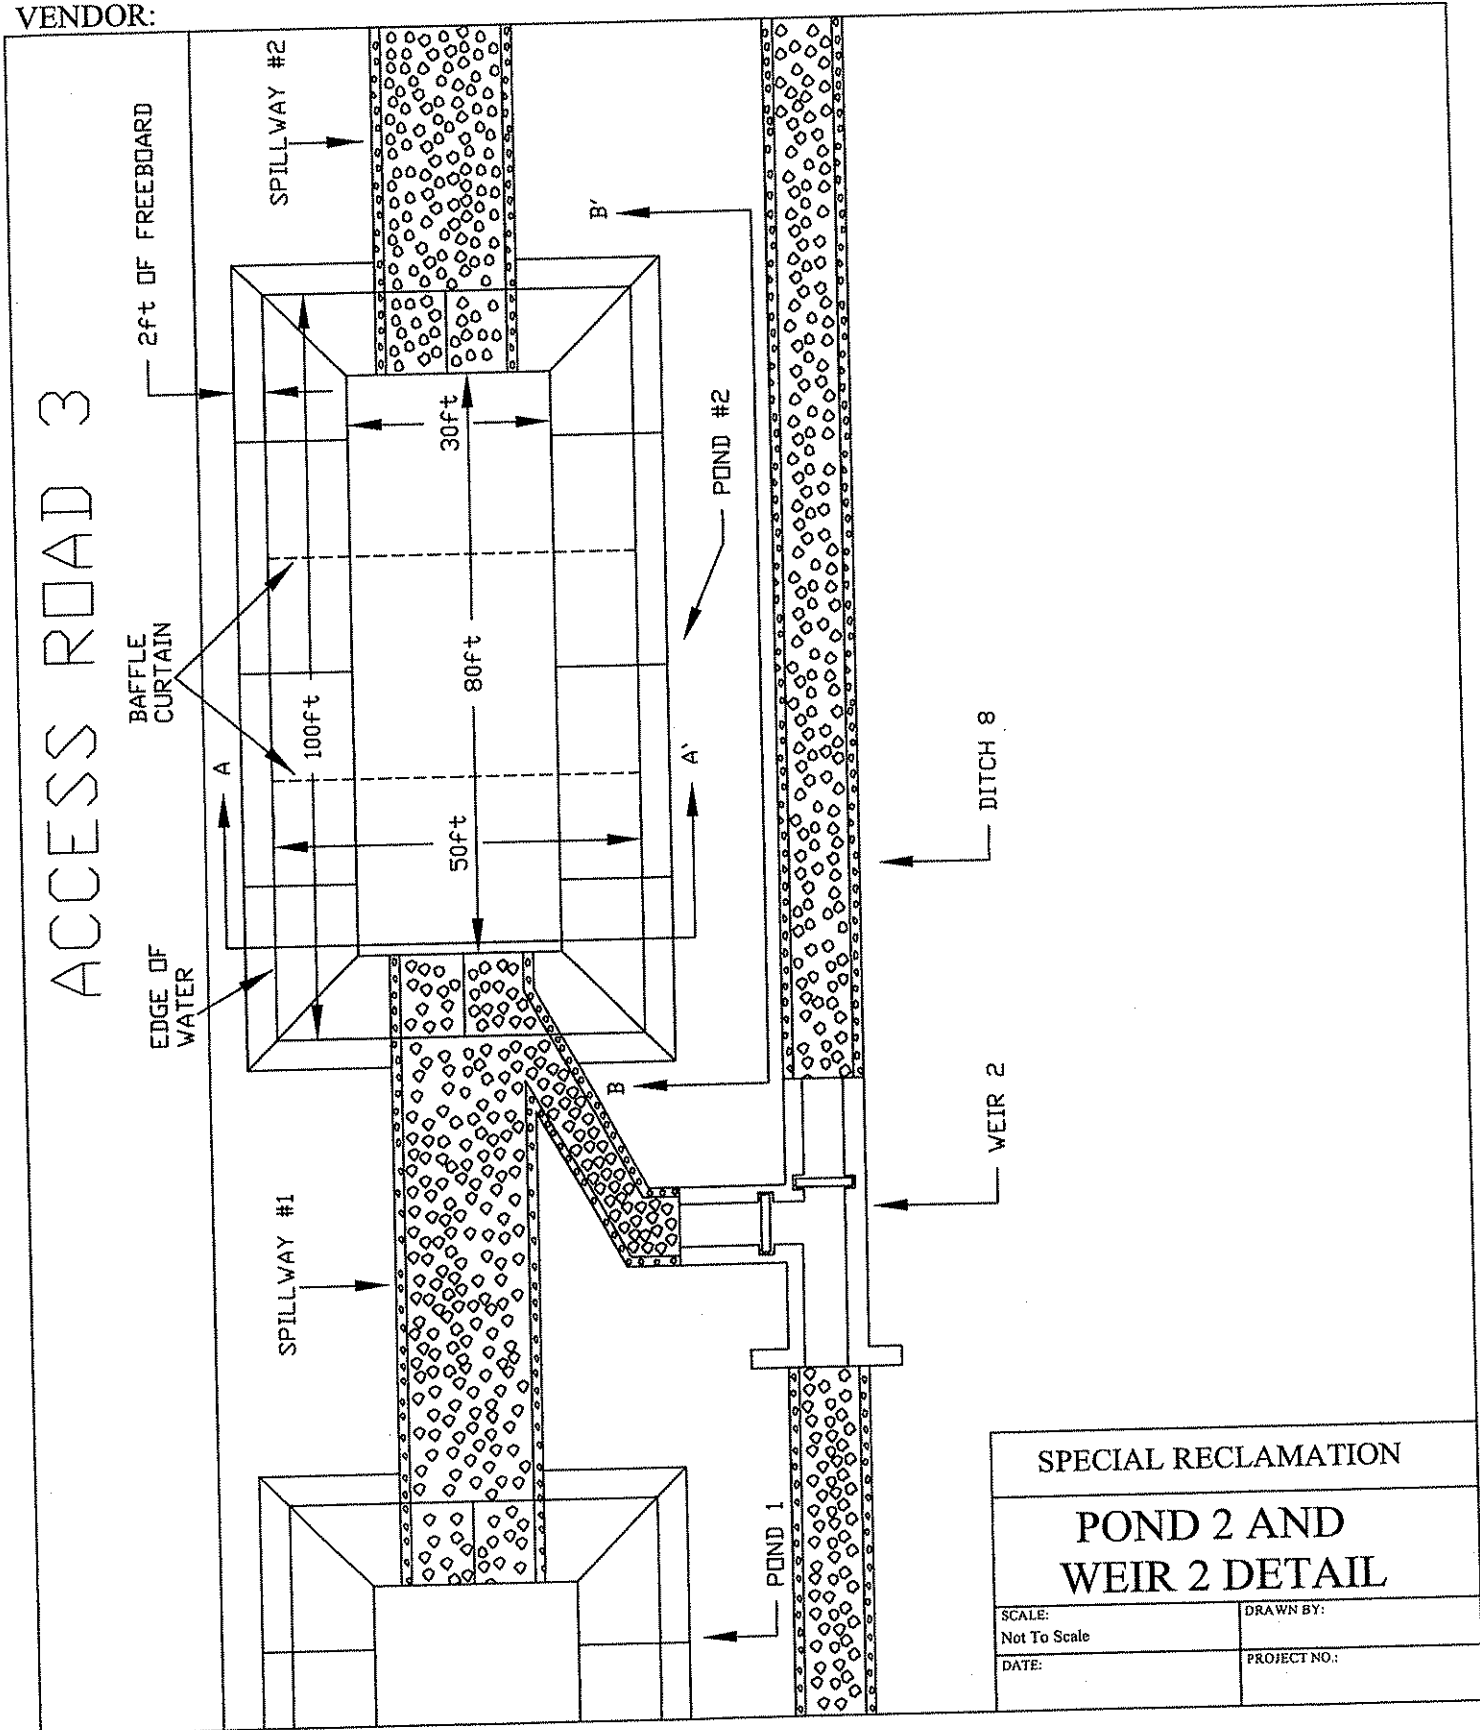 VENDOR:
ACCESS ROAD 3
2ft OF FREEBOARD
SPILLWAY #2
BAFFLE
CURTAIN
EDGE OF
WATER
A
A'
B'
B
100ft
80ft
50ft
30ft
POND #2
SPILLWAY #1
DITCH 8
WEIR 2
POND 1
SPECIAL RECLAMATION
POND 2 AND
WEIR 2 DETAIL
SCALE:
Not To Scale
DRAWN BY:
DATE:
PROJECT NO.: